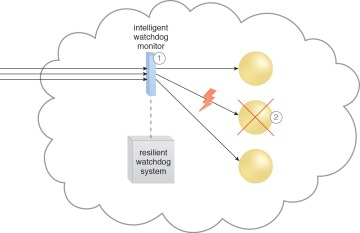 intelligent
watchdog
monitor
1
2
resilient
watchdog
system